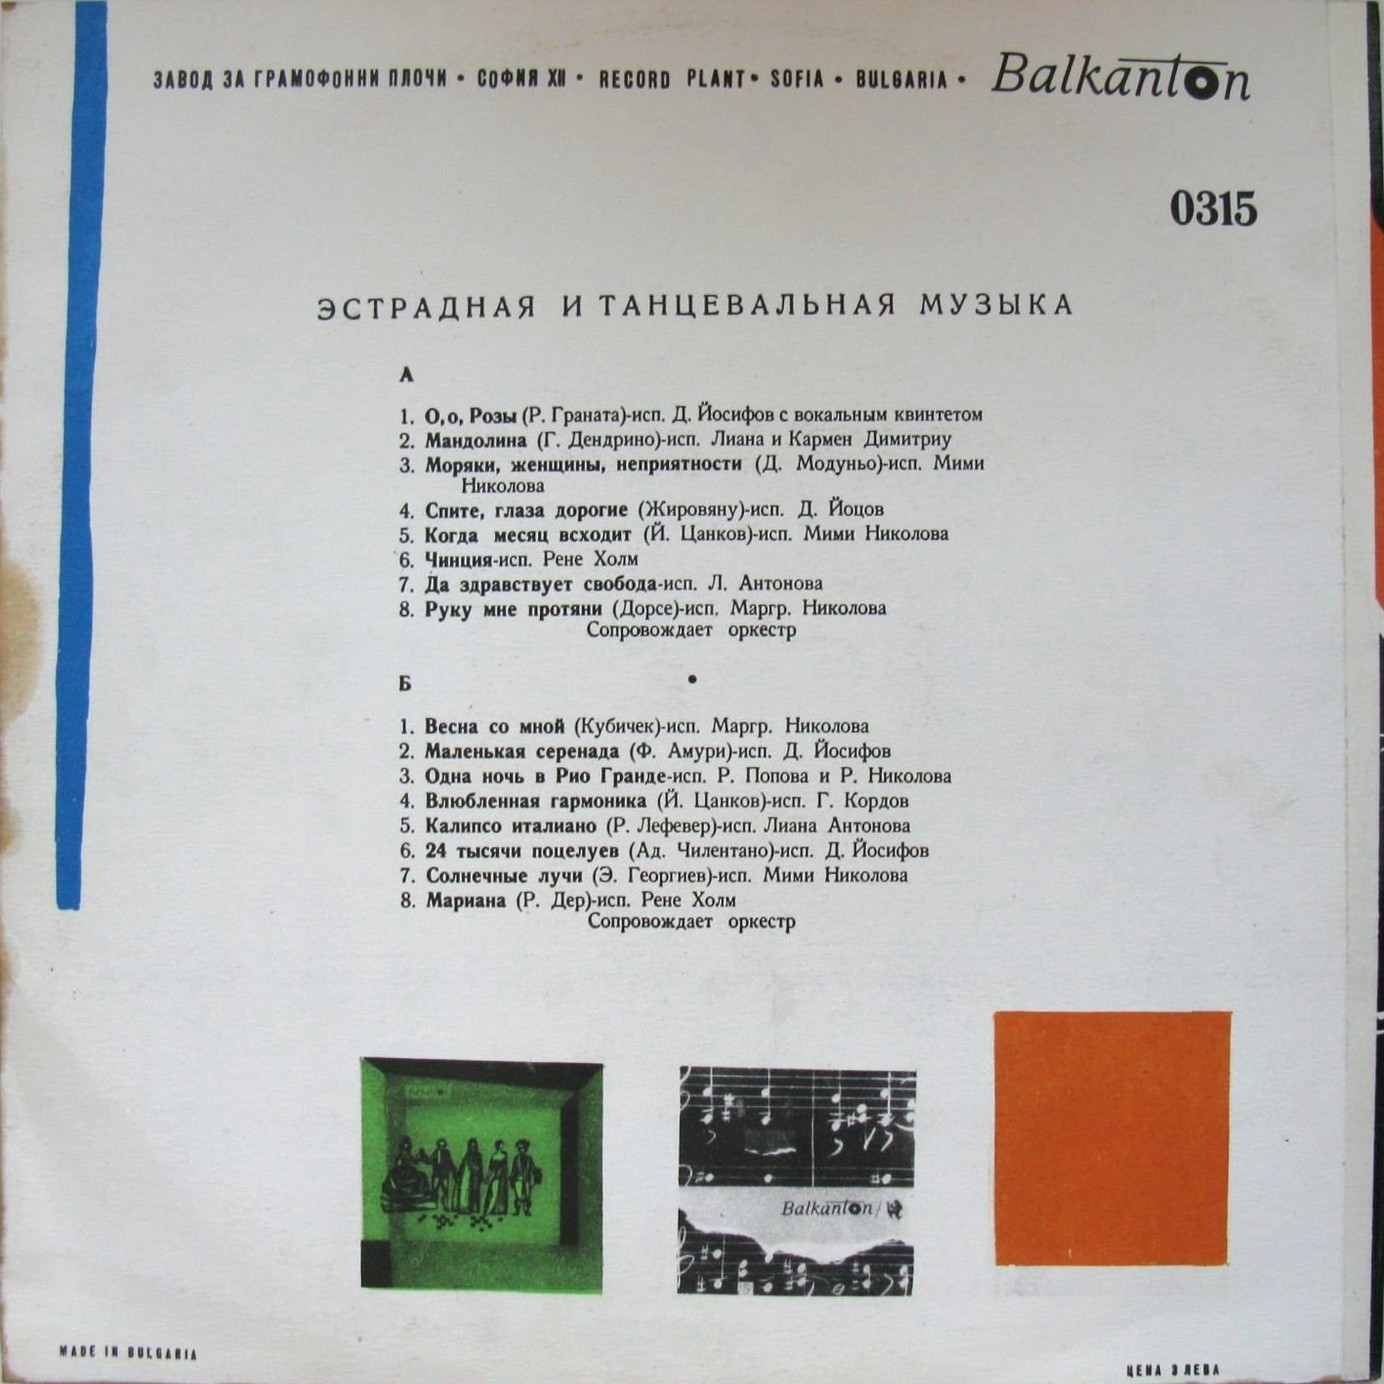 ЗАВОД ЗА ГРАМОФОННИ ПЛОЧИ • СОФИЯ XII • RECORD PLANT • SOFIA • BULGARIA • Balkanton
0315
ЭСТРАДНАЯ И ТАНЦЕВАЛЬНАЯ МУЗЫКА
А
1. О, о, Розы (Р. Граната)-исп. Д. Йосифов с вокальным квинтетом
2. Мандолина (Г. Дендрино)-исп. Лиана и Кармен Димитриу
3. Моряки, женщины, неприятности (Д. Модуньо)-исп. Мими
Николова
4. Спите, глаза дорогие (Жировяну)-исп. Д. Йоцов
5. Когда месяц всходит (Й. Цанков)-исп. Мими Николова
6. Чинция-исп. Рене Холм
7. Да здравствует свобода-исп. Л. Антонова
8. Руку мне протяни (Дорсе)-исп. Маргр. Николова
Сопровождает оркестр
Б •
1. Весна со мной (Кубичек)-исп. Маргр. Николова
2. Маленькая серенада (Ф. Амури)-исп. Д. Йосифов
3. Одна ночь в Рио Гранде-исп. Р. Попова и Р. Николова
4. Влюбленная гармоника (Й. Цанков)-исп. Г. Кордов
5. Калипсо италиано (Р. Лефевер)-исп. Лиана Антонова
6. 24 тысячи поцелуев (Ад. Чилентано)-исп. Д. Йосифов
7. Солнечные лучи (Э. Георгиев)-исп. Мими Николова
8. Мариана (Р. Дер)-исп. Рене Холм
Сопровождает оркестр
Balkanton/
MADE IN BULGARIA
ЦЕНА 3 ЛЕВА